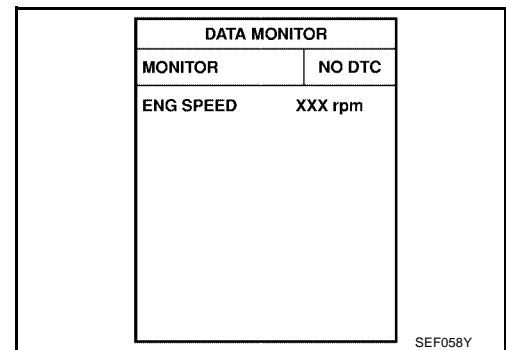 DATA MONITOR
MONITOR NO DTC
ENG SPEED XXX rpm
SEF058Y